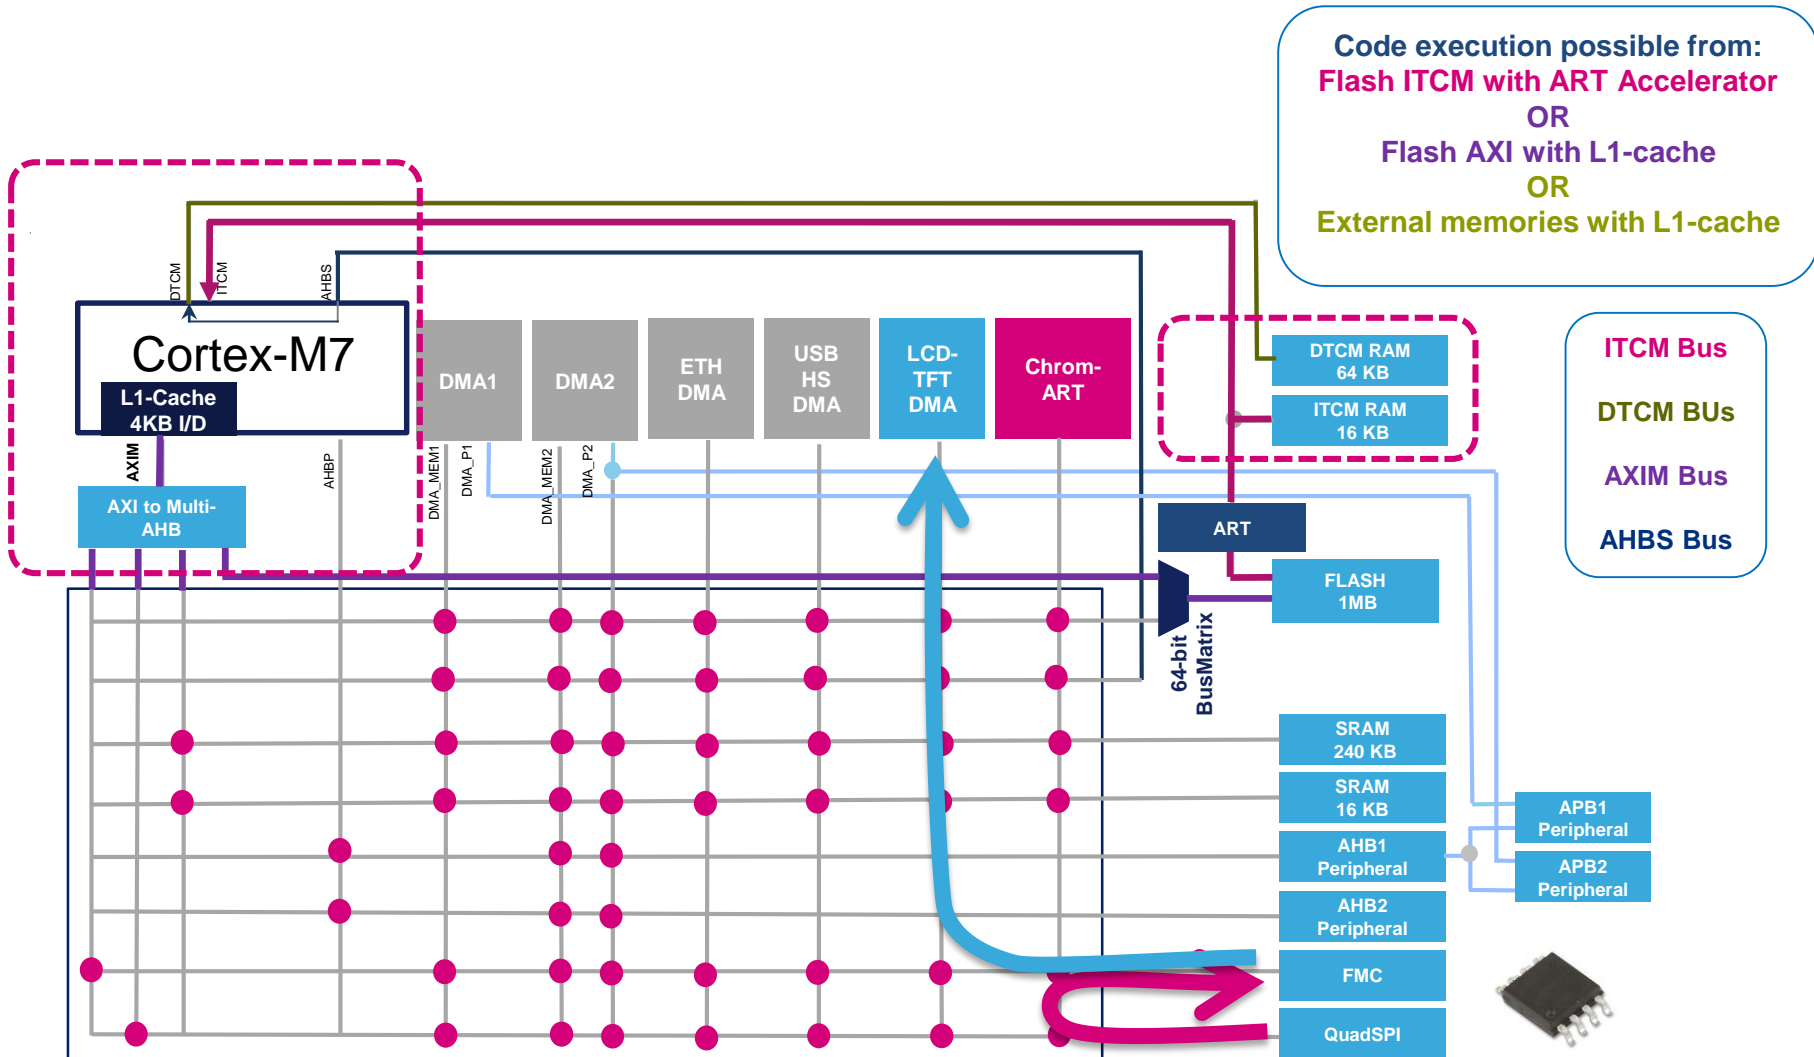 Code execution possible from:
Flash ITCM with ART Accelerator
OR
Flash AXI with L1-cache
OR
External memories with L1-cache
DTCM
ITCM
AHBS
Cortex-M7
L1-Cache
4KB I/D
DMA1
DMA2
ETH
DMA
USB
HS
DMA
LCD-
TFT
DMA
Chrom-
ART
DTCM RAM
64 KB
ITCM RAM
16 KB
ITCM Bus
DTCM BUs
AXIM Bus
AHBS Bus
AXIM
AHBP
DMA_MEM1
DMA_P1
DMA_MEM2
DMA_P2
AXI to Multi-
AHB
ART
FLASH
1MB
64-bit
BusMatrix
SRAM
240 KB
SRAM
16 KB
AHB1
Peripheral
AHB2
Peripheral
APB1
Peripheral
APB2
Peripheral
FMC
QuadSPI